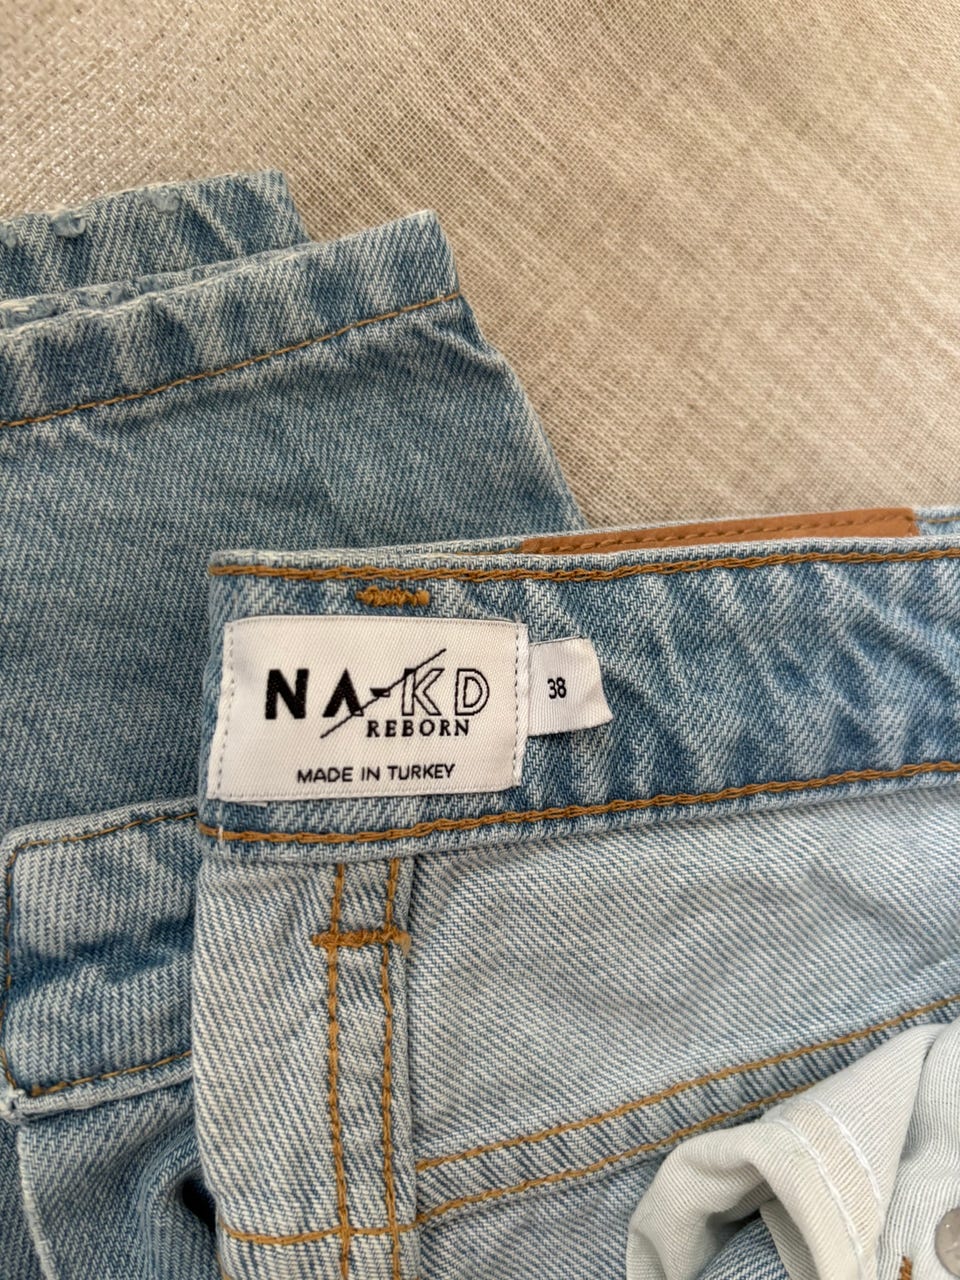 NA-KD
REBORN
MADE IN TURKEY
38